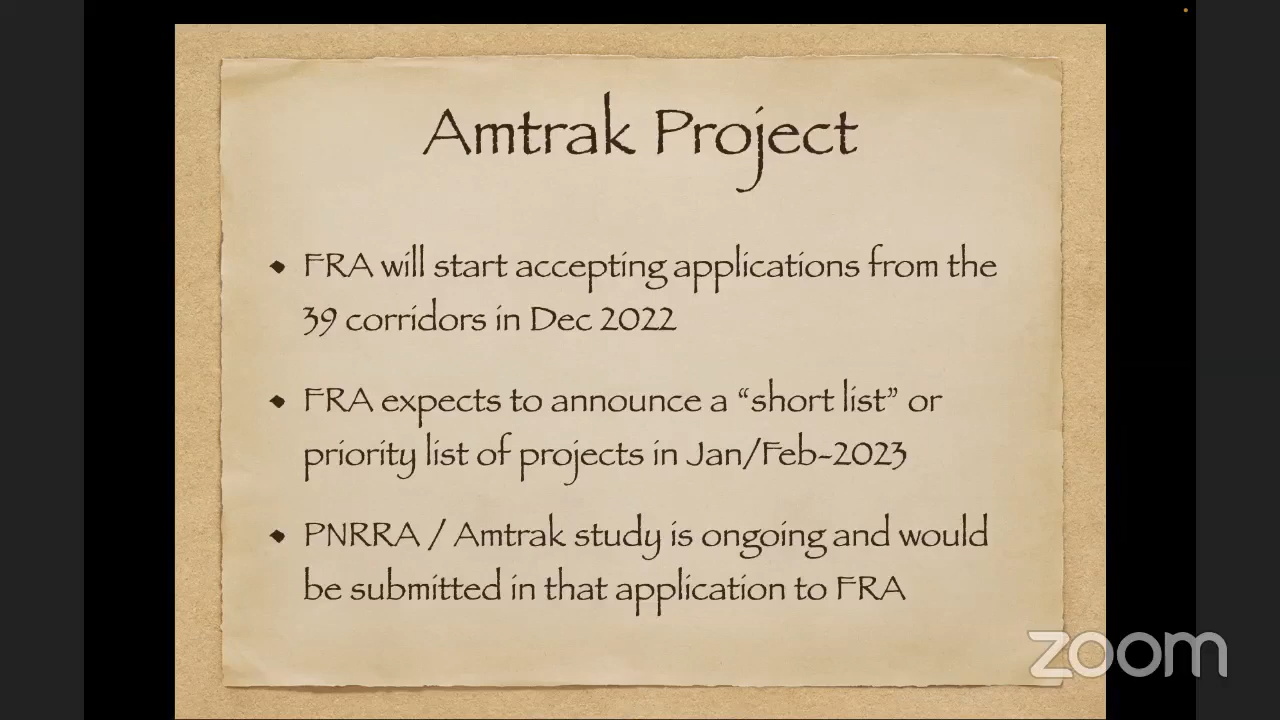 Amtrak Project
• FRA will start accepting applications from the
39 corridors in Dec 2022
• FRA expects to announce a “short list” or
priority list of projects in Jan/Feb-2023
• PNRRA / Amtrak study is ongoing and would
be submitted in that application to FRA
zoom